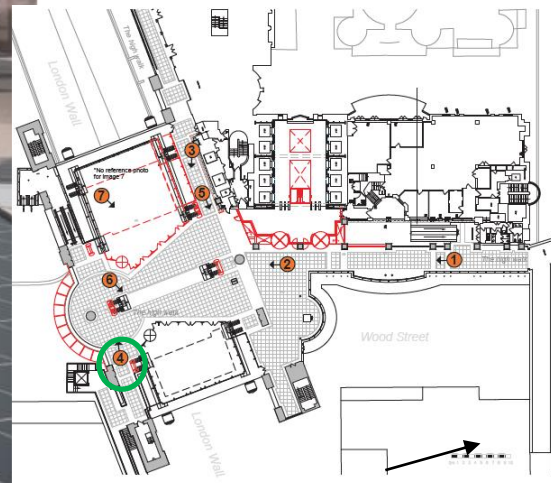 The high walk
London Wall
3
*No reference photo
for image 7
7
5
2
1
The high walk
6
The high walk
Wood Street
4
London Wall